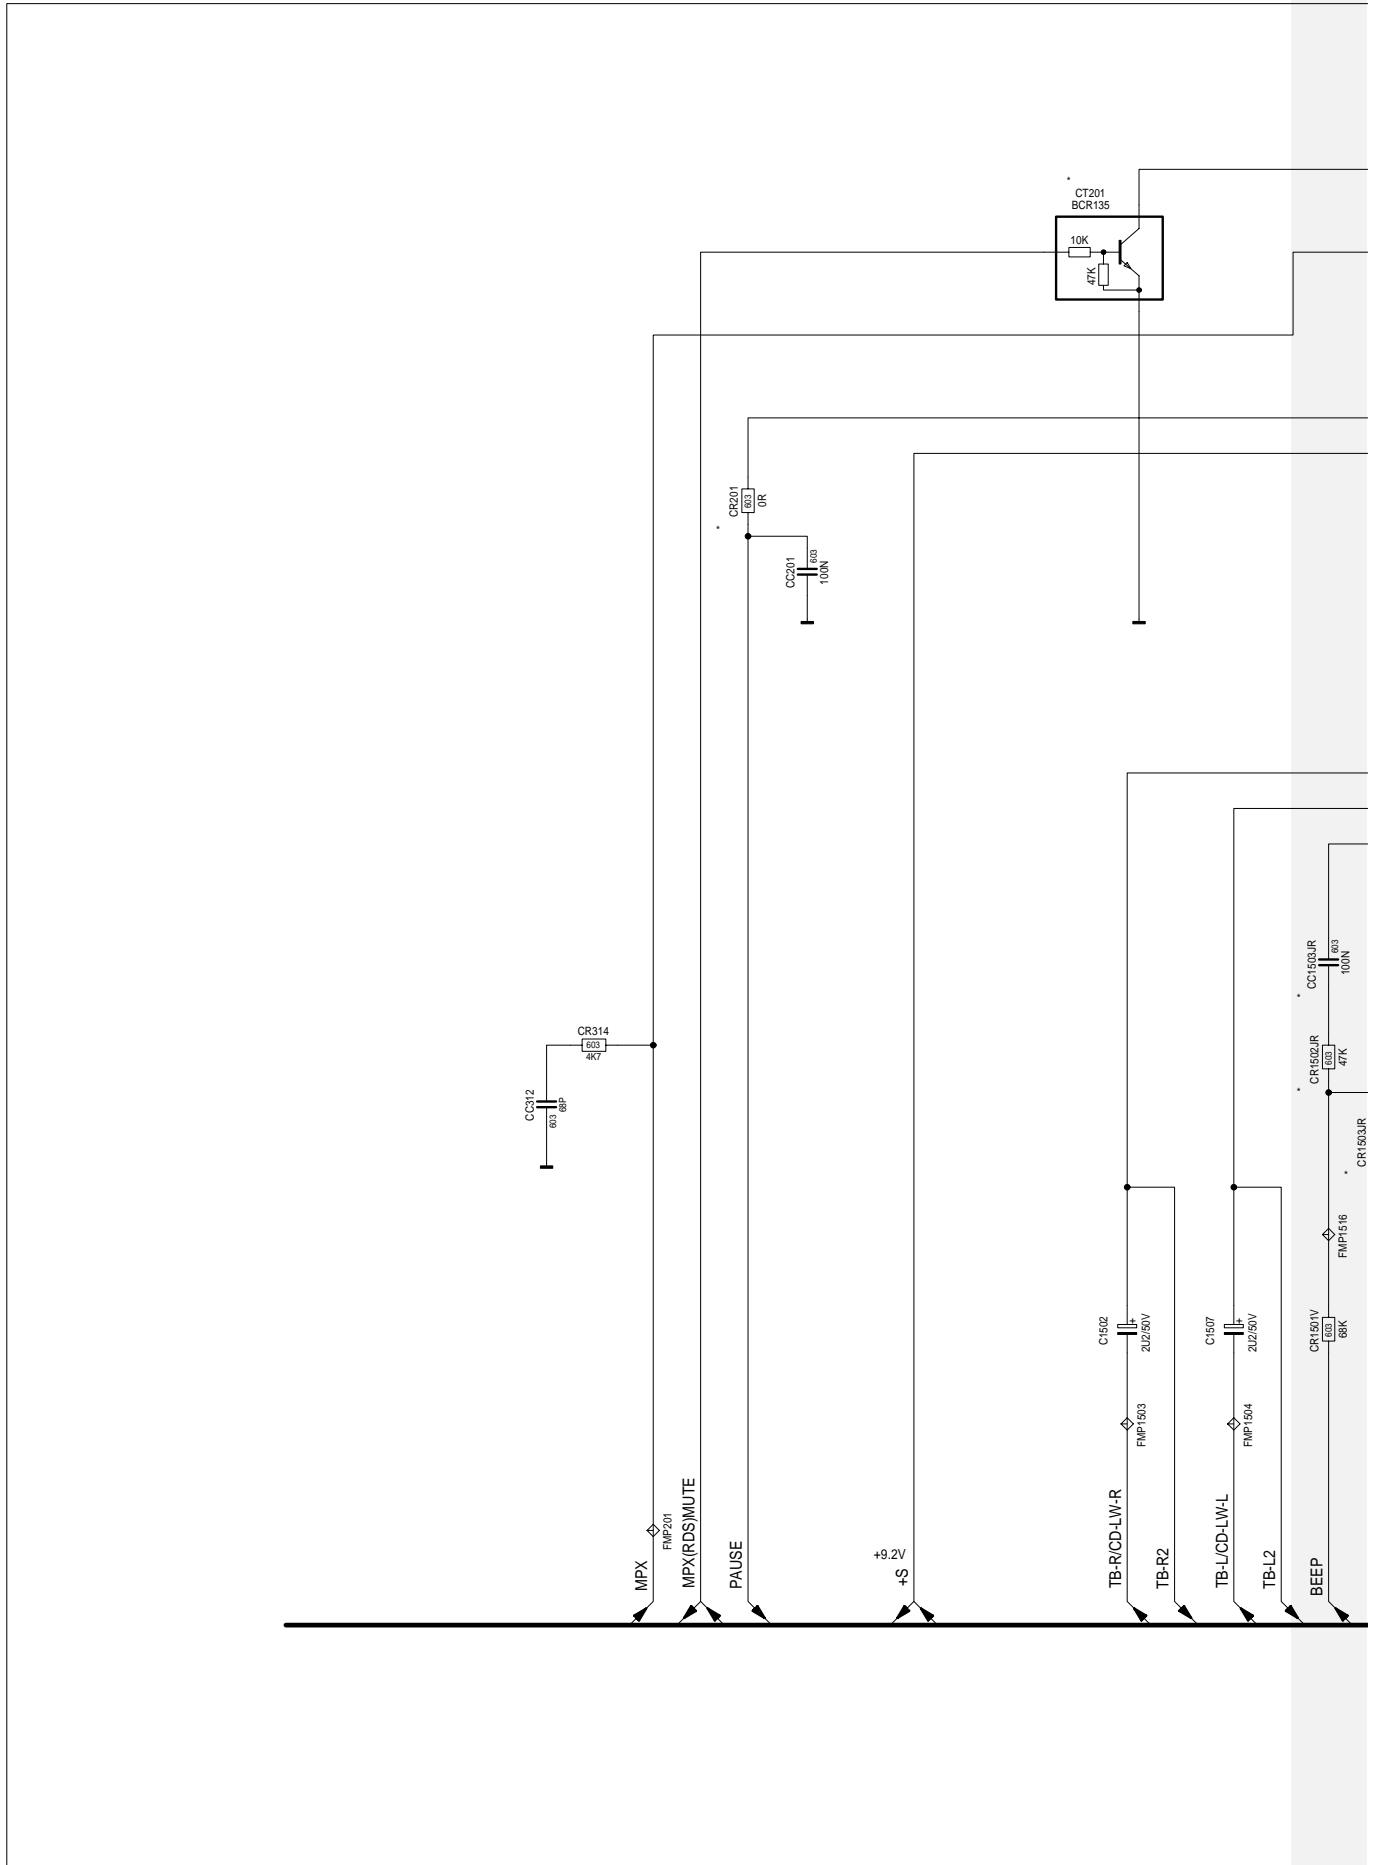 *
CT201
BCR135
10K
47K
CR201
603
0R
*
CC201
603
100N
CC1503JR
603
100N
*
CR1502JR
603
47K
*
CR314
603
4K7
CC312
603
68P
CR1503JR
*
FMP1516
C1502
+
2U2/50V
C1507
+
2U2/50V
CR1501V
603
68K
FMP1503
FMP1504
FMP201
MPX
MPX(RDS)MUTE
PAUSE
+9.2V
+S
TB-R/CD-LW-R
TB-R2
TB-L/CD-LW-L
TB-L2
BEEP